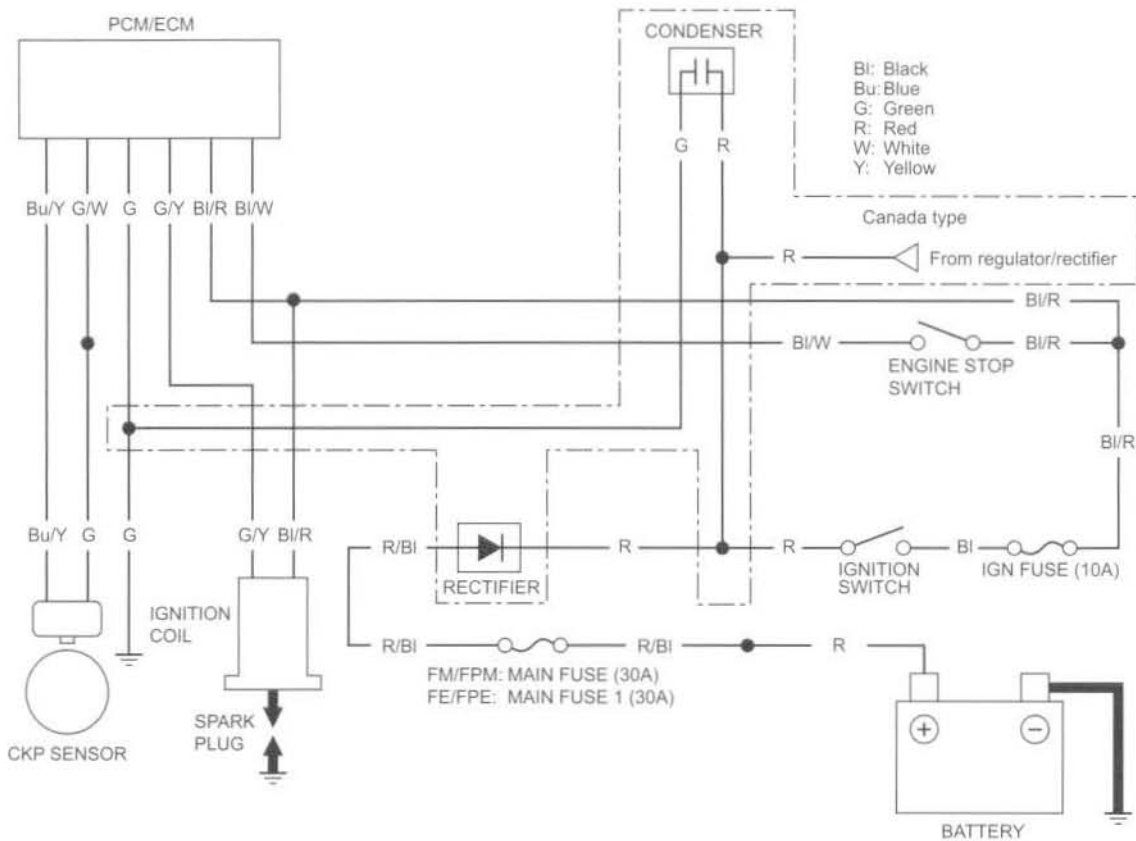 PCM/ECM
CONDENSER
Bl: Black
Bu: Blue
G: Green
R: Red
W: White
Y: Yellow
G R
Bu/Y G/W G G/Y Bl/R Bl/W
Canada type
R From regulator/rectifier
Bl/R
Bl/W Bl/R
ENGINE STOP
SWITCH
Bl/R
Bu/Y G G G/Y Bl/R
R/Bl R R Bl
RECTIFIER
IGNITION
SWITCH
IGN FUSE (10A)
IGNITION
COIL
R/Bl R/Bl R
FM/FPM: MAIN FUSE (30A)
FE/FPE: MAIN FUSE 1 (30A)
SPARK
PLUG
CKP SENSOR
+ −
BATTERY